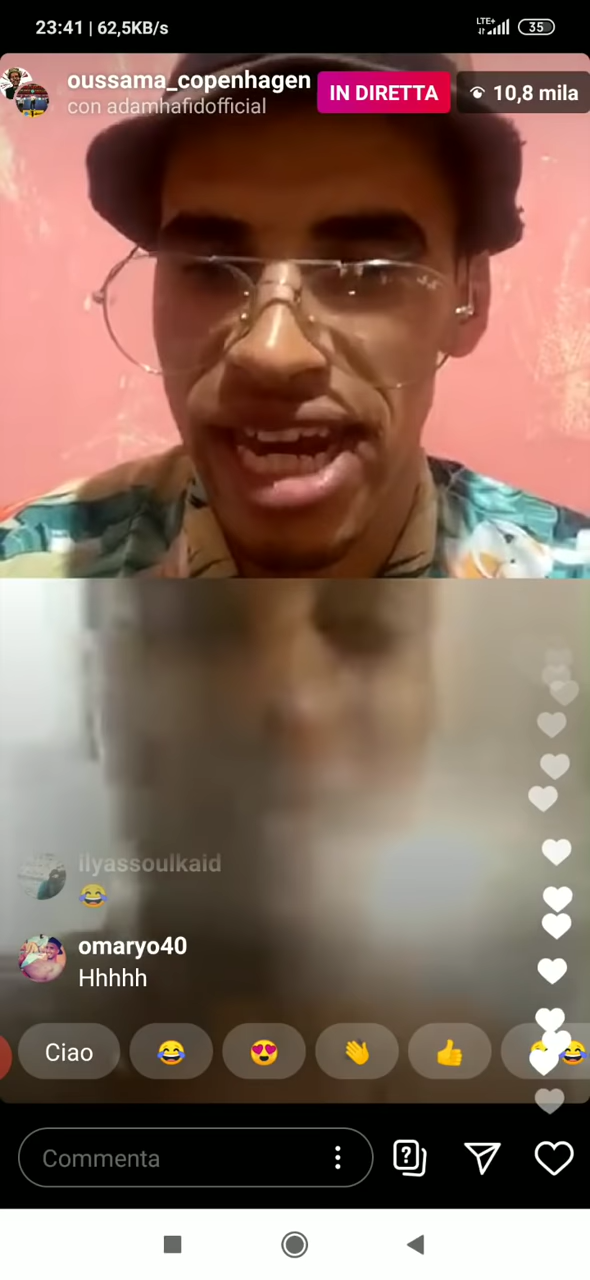 23:41 | 62,5KB/s
LTE+
35
oussama_copenhagen
con adamhafidofficial
IN DIRETTA
10,8 mila
ilyassoulkaid
😂
omaryo40
Hhhhh
Ciao 😂 😍 👋 👍
Commenta